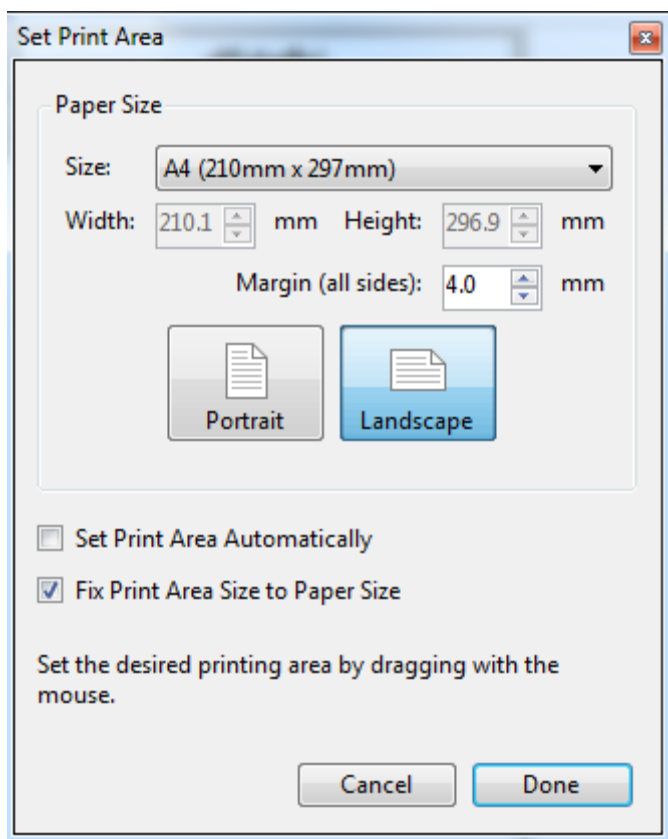 Set Print Area
Paper Size
Size: A4 (210mm x 297mm)
Width: 210.1 mm Height: 296.9 mm
Margin (all sides): 4.0 mm
Portrait Landscape
Set Print Area Automatically
Fix Print Area Size to Paper Size
Set the desired printing area by dragging with the
mouse.
Cancel Done